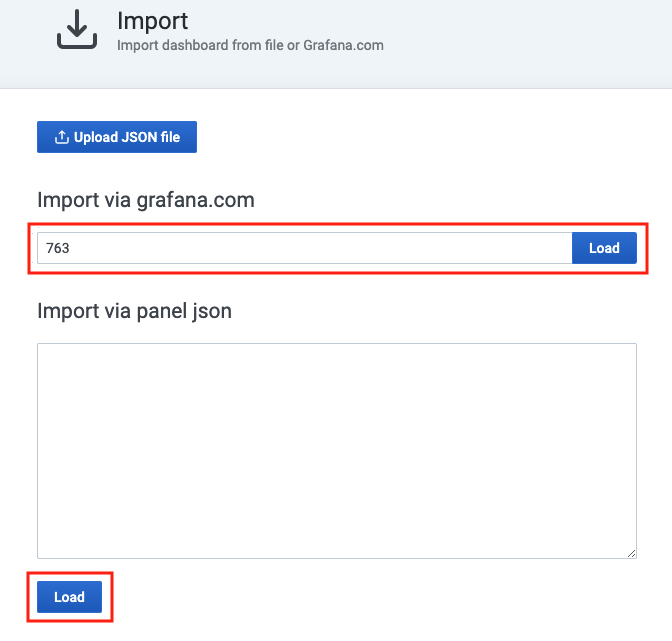 Import
Import dashboard from file or Grafana.com
Upload JSON file
Import via grafana.com
763
Load
Import via panel json
Load